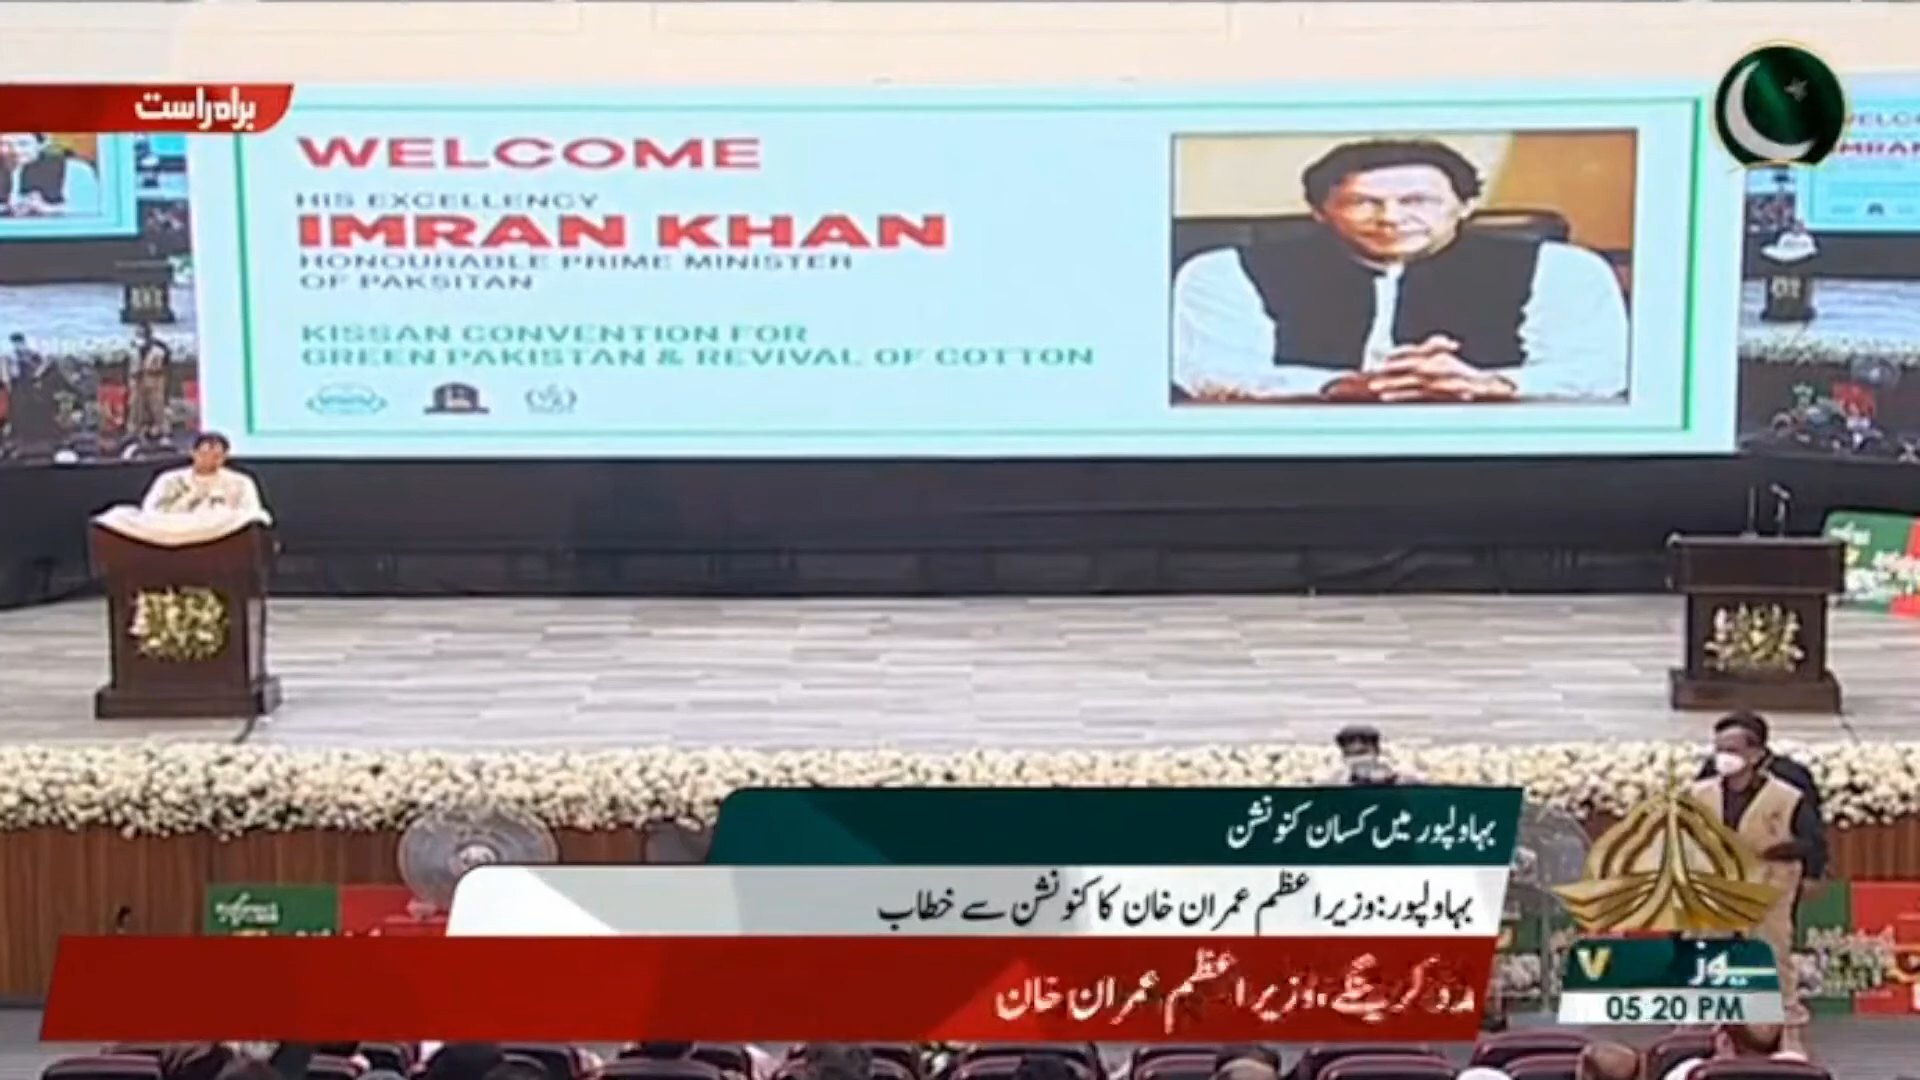 براہ راست
WELCOME
HIS EXCELLENCY
IMRAN KHAN
HONOURABLE PRIME MINISTER
OF PAKSITAN
KISSAN CONVENTION FOR
GREEN PAKISTAN & REVIVAL OF COTTON
بہاولپور میں کسان کنونشن
بہاولپور:وزیراعظم عمران خان کا کنونشن سے خطاب
مدد کرینگے،وزیراعظم عمران خان
نیوز
05:20 PM